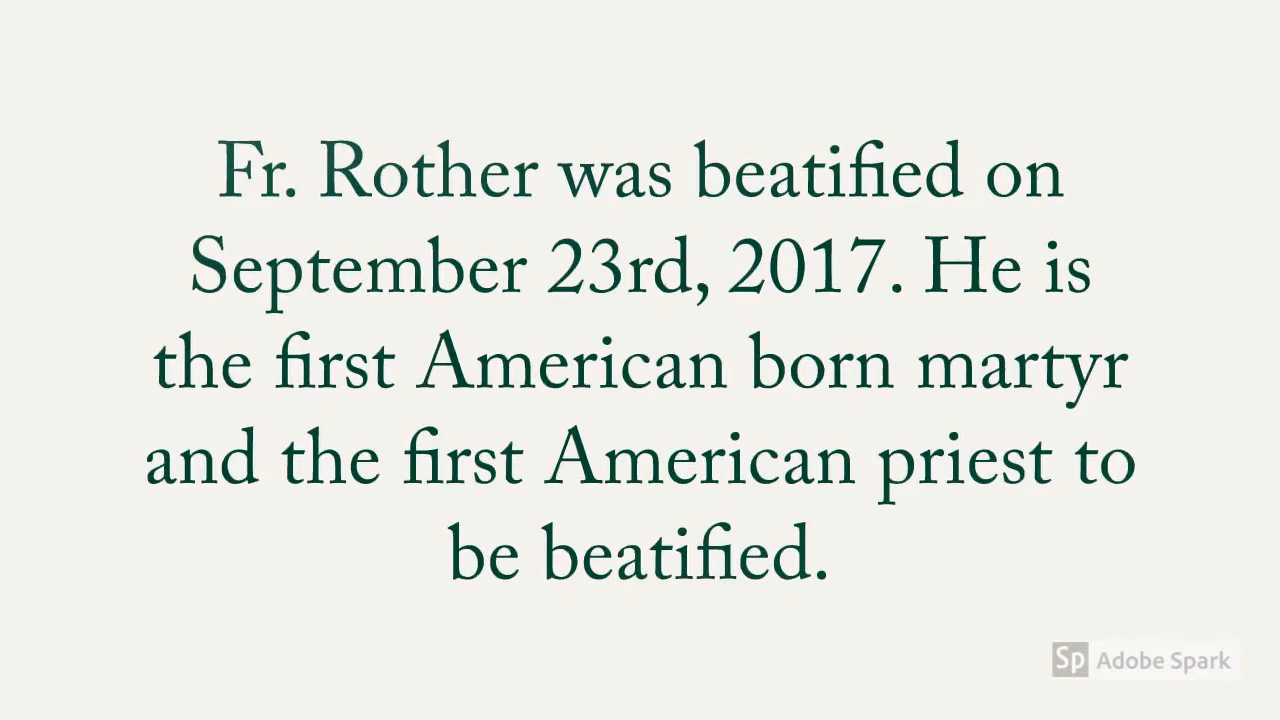 Fr. Rother was beatified on
September 23rd, 2017. He is
the first American born martyr
and the first American priest to
be beatified.
Sp Adobe Spark